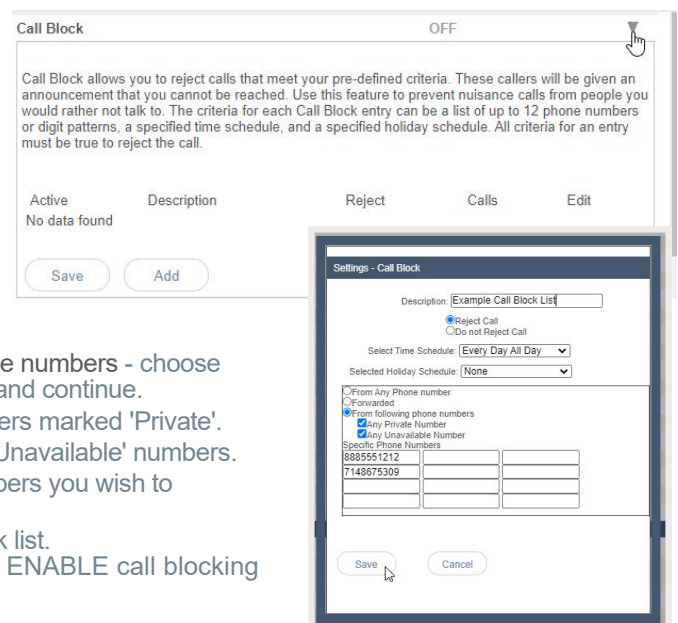 Call Block OFF
Call Block allows you to reject calls that meet your pre-defined criteria. These callers will be given an
announcement that you cannot be reached. Use this feature to prevent nuisance calls from people you
would rather not talk to. The criteria for each Call Block entry can be a list of up to 12 phone numbers
or digit patterns, a specified time schedule, and a specified holiday schedule. All criteria for an entry
must be true to reject the call.
Active Description Reject Calls Edit
No data found
Save Add
e numbers - choose
and continue.
ers marked 'Private'.
Unavailable' numbers.
bers you wish to
k list.
ENABLE call blocking
Settings - Call Block
Description: Example Call Block List
Reject Call
Do not Reject Call
Select Time Schedule: Every Day All Day
Selected Holiday Schedule: None
From Any Phone number
Forwarded
From following phone numbers
Any Private Number
Any Unavailable Number
Specific Phone Numbers
8885551212
7148675309
Save Cancel